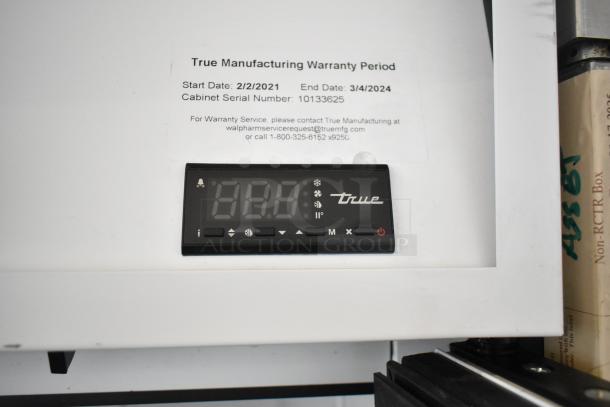 True Manufacturing Warranty Period
Start Date: 2/2/2021 End Date: 3/4/2024
Cabinet Serial Number: 10133625
For Warranty Service, please contact True Manufacturing at
walpharmservicerequest@truemfg.com
or call 1-800-325-6152 x9250
true
i M
AUCTION GROUP
Non-RCTR Box